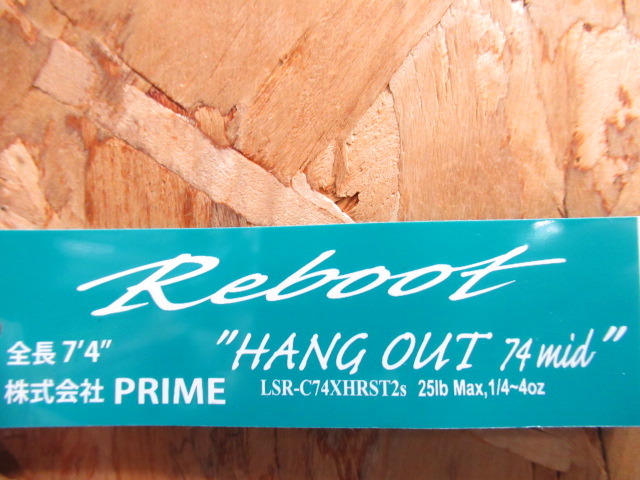 Reboot
全長 7'4" "HANG OUT 74 mid"
株式会社 PRIME LSR-C74XHRST2s 25lb Max,1/4~4oz